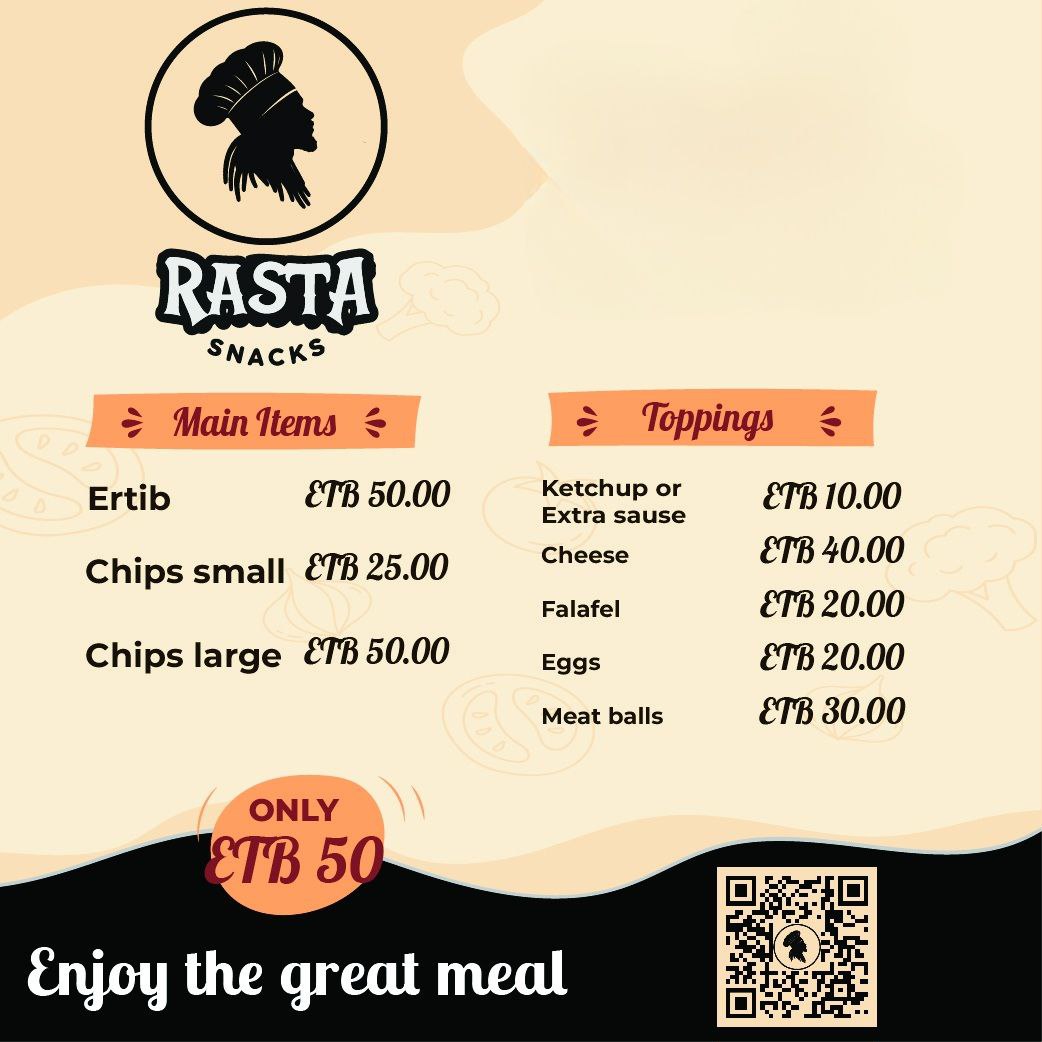 RASTA
SNACKS
Main Items
Ertib ETB 50.00
Chips small ETB 25.00
Chips large ETB 50.00
Toppings
Ketchup or
Extra sause ETB 10.00
Cheese ETB 40.00
Falafel ETB 20.00
Eggs ETB 20.00
Meat balls ETB 30.00
ONLY
ETB 50
Enjoy the great meal